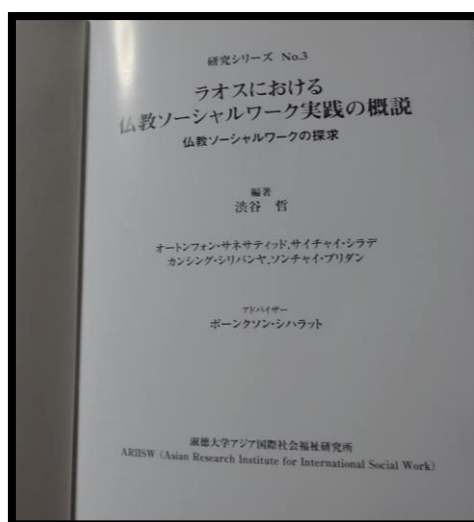 研究シリーズ No.3
ラオスにおける
仏教ソーシャルワーク実践の概説
仏教ソーシャルワークの探求
編著
渋谷 哲
オートンフォン・サネサティッド,サイチャイ・シラデ
カンシング・シリパンヤ,ソンチャイ・プリダン
アドバイザー
ボーンクソン・シハラット
淑徳大学アジア国際社会福祉研究所
ARIISW (Asian Research Institute for International Social Work)